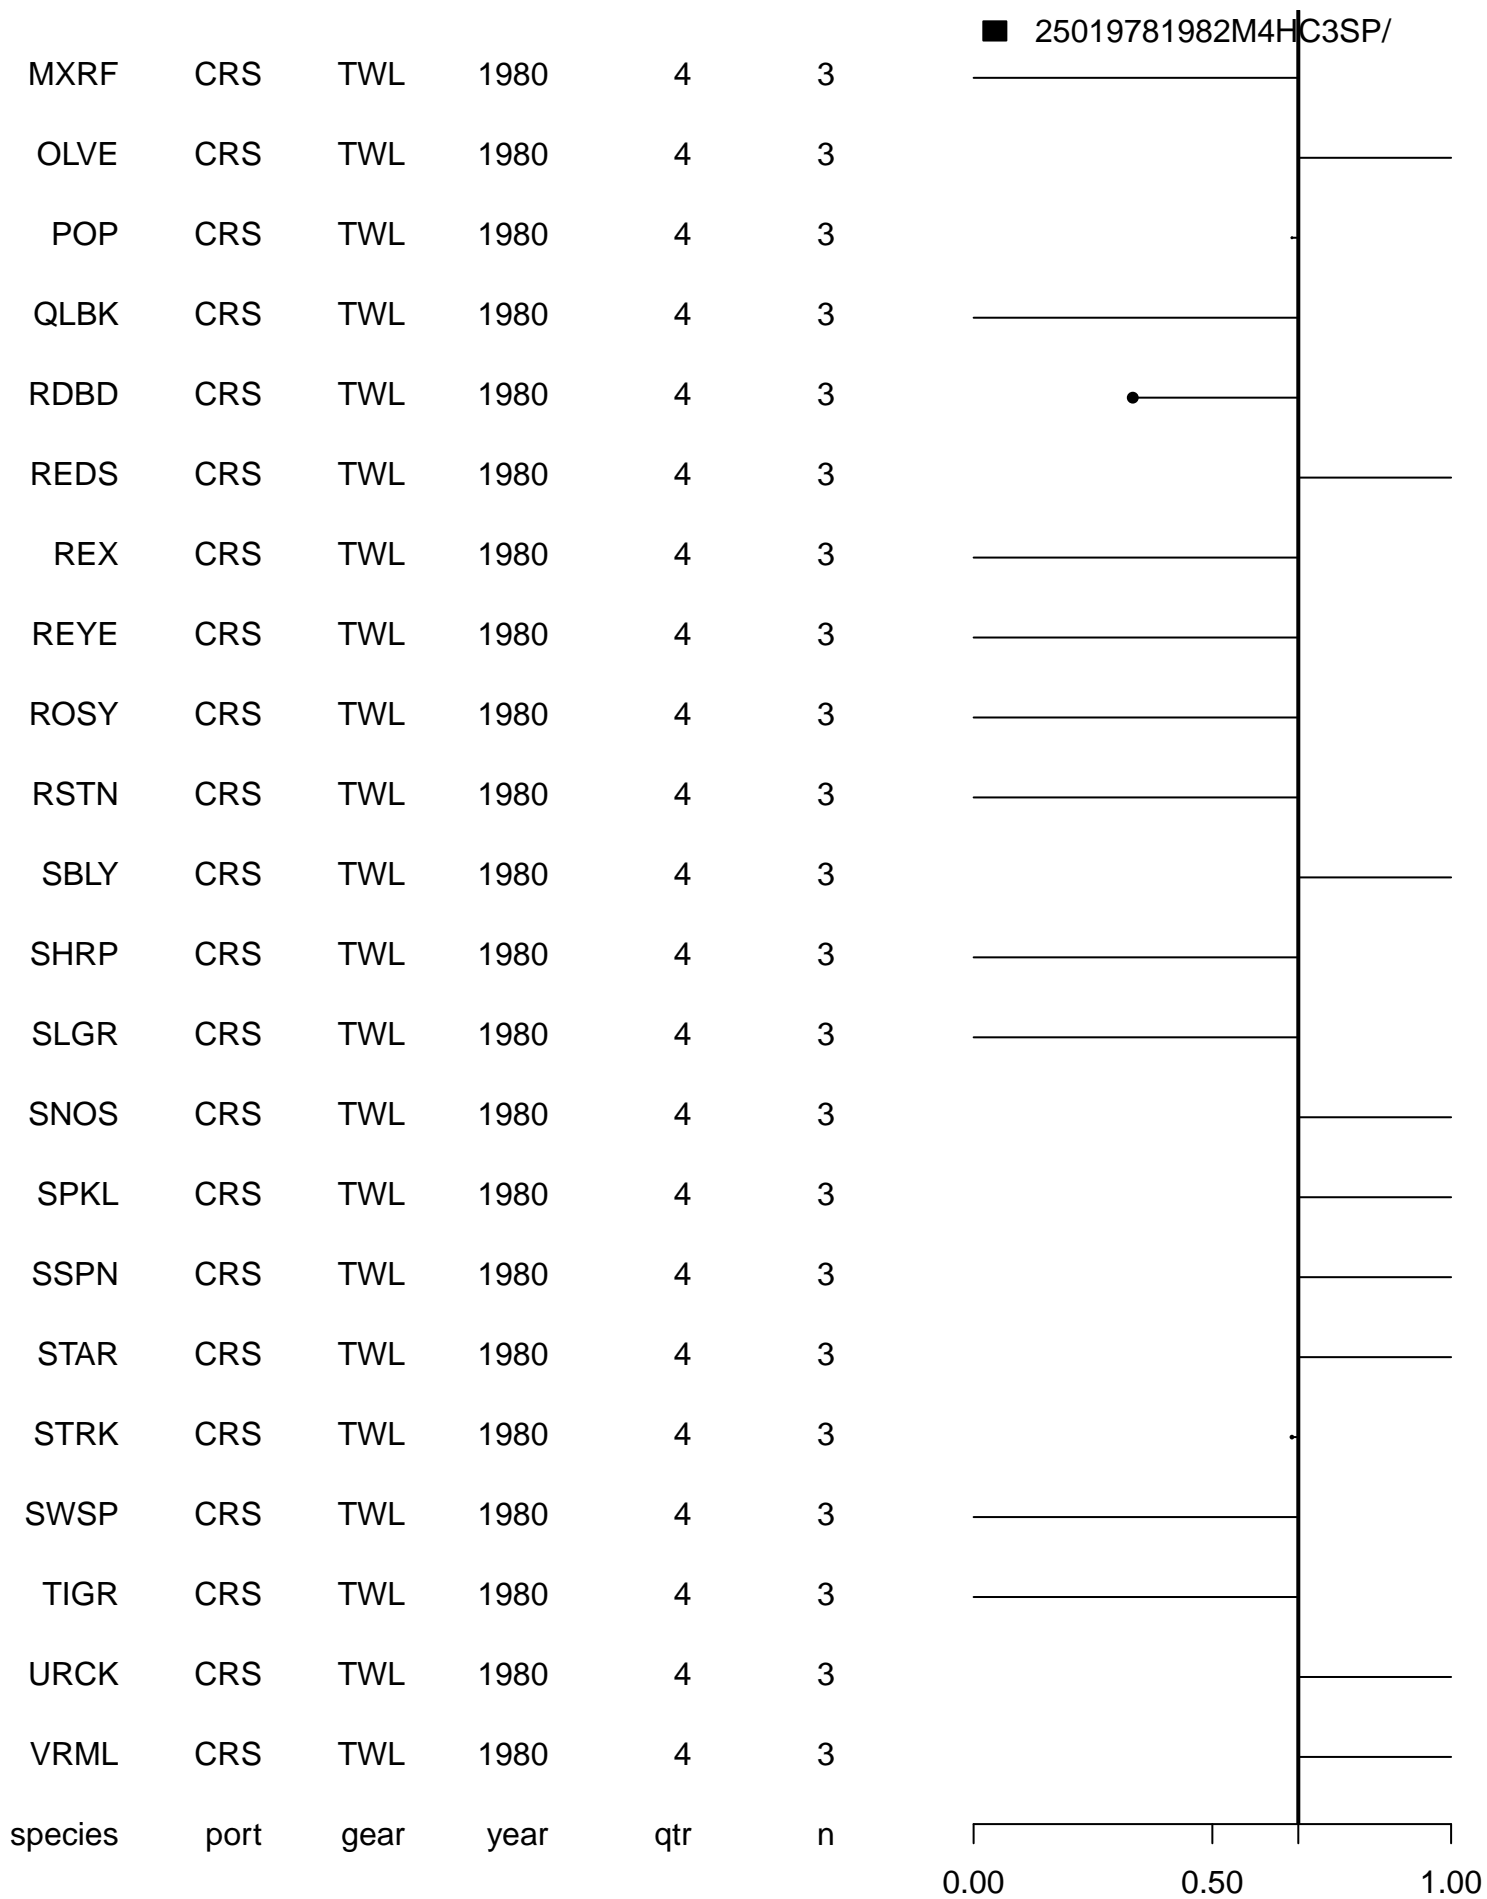 25019781982M4HC3SP/
MXRF CRS TWL 1980 4 3
OLVE CRS TWL 1980 4 3
POP CRS TWL 1980 4 3
QLBK CRS TWL 1980 4 3
RDBD CRS TWL 1980 4 3
REDS CRS TWL 1980 4 3
REX CRS TWL 1980 4 3
REYE CRS TWL 1980 4 3
ROSY CRS TWL 1980 4 3
RSTN CRS TWL 1980 4 3
SBLY CRS TWL 1980 4 3
SHRP CRS TWL 1980 4 3
SLGR CRS TWL 1980 4 3
SNOS CRS TWL 1980 4 3
SPKL CRS TWL 1980 4 3
SSPN CRS TWL 1980 4 3
STAR CRS TWL 1980 4 3
STRK CRS TWL 1980 4 3
SWSP CRS TWL 1980 4 3
TIGR CRS TWL 1980 4 3
URCK CRS TWL 1980 4 3
VRML CRS TWL 1980 4 3
species port gear year qtr n
0.00 0.50 1.00